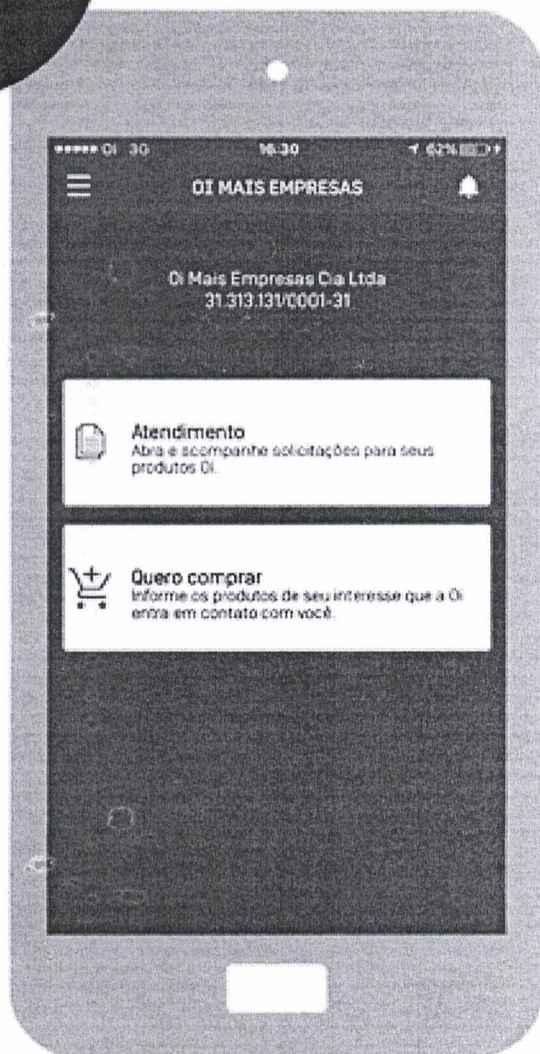 Oi 3G 16:30 62%
OI MAIS EMPRESAS
Oi Mais Empresas Cia Ltda
31.313.131/0001-31
Atendimento
Abra e acompanhe solicitações para seus
produtos Oi.
Quero comprar
Informe os produtos de seu interesse que a Oi
entra em contato com você.